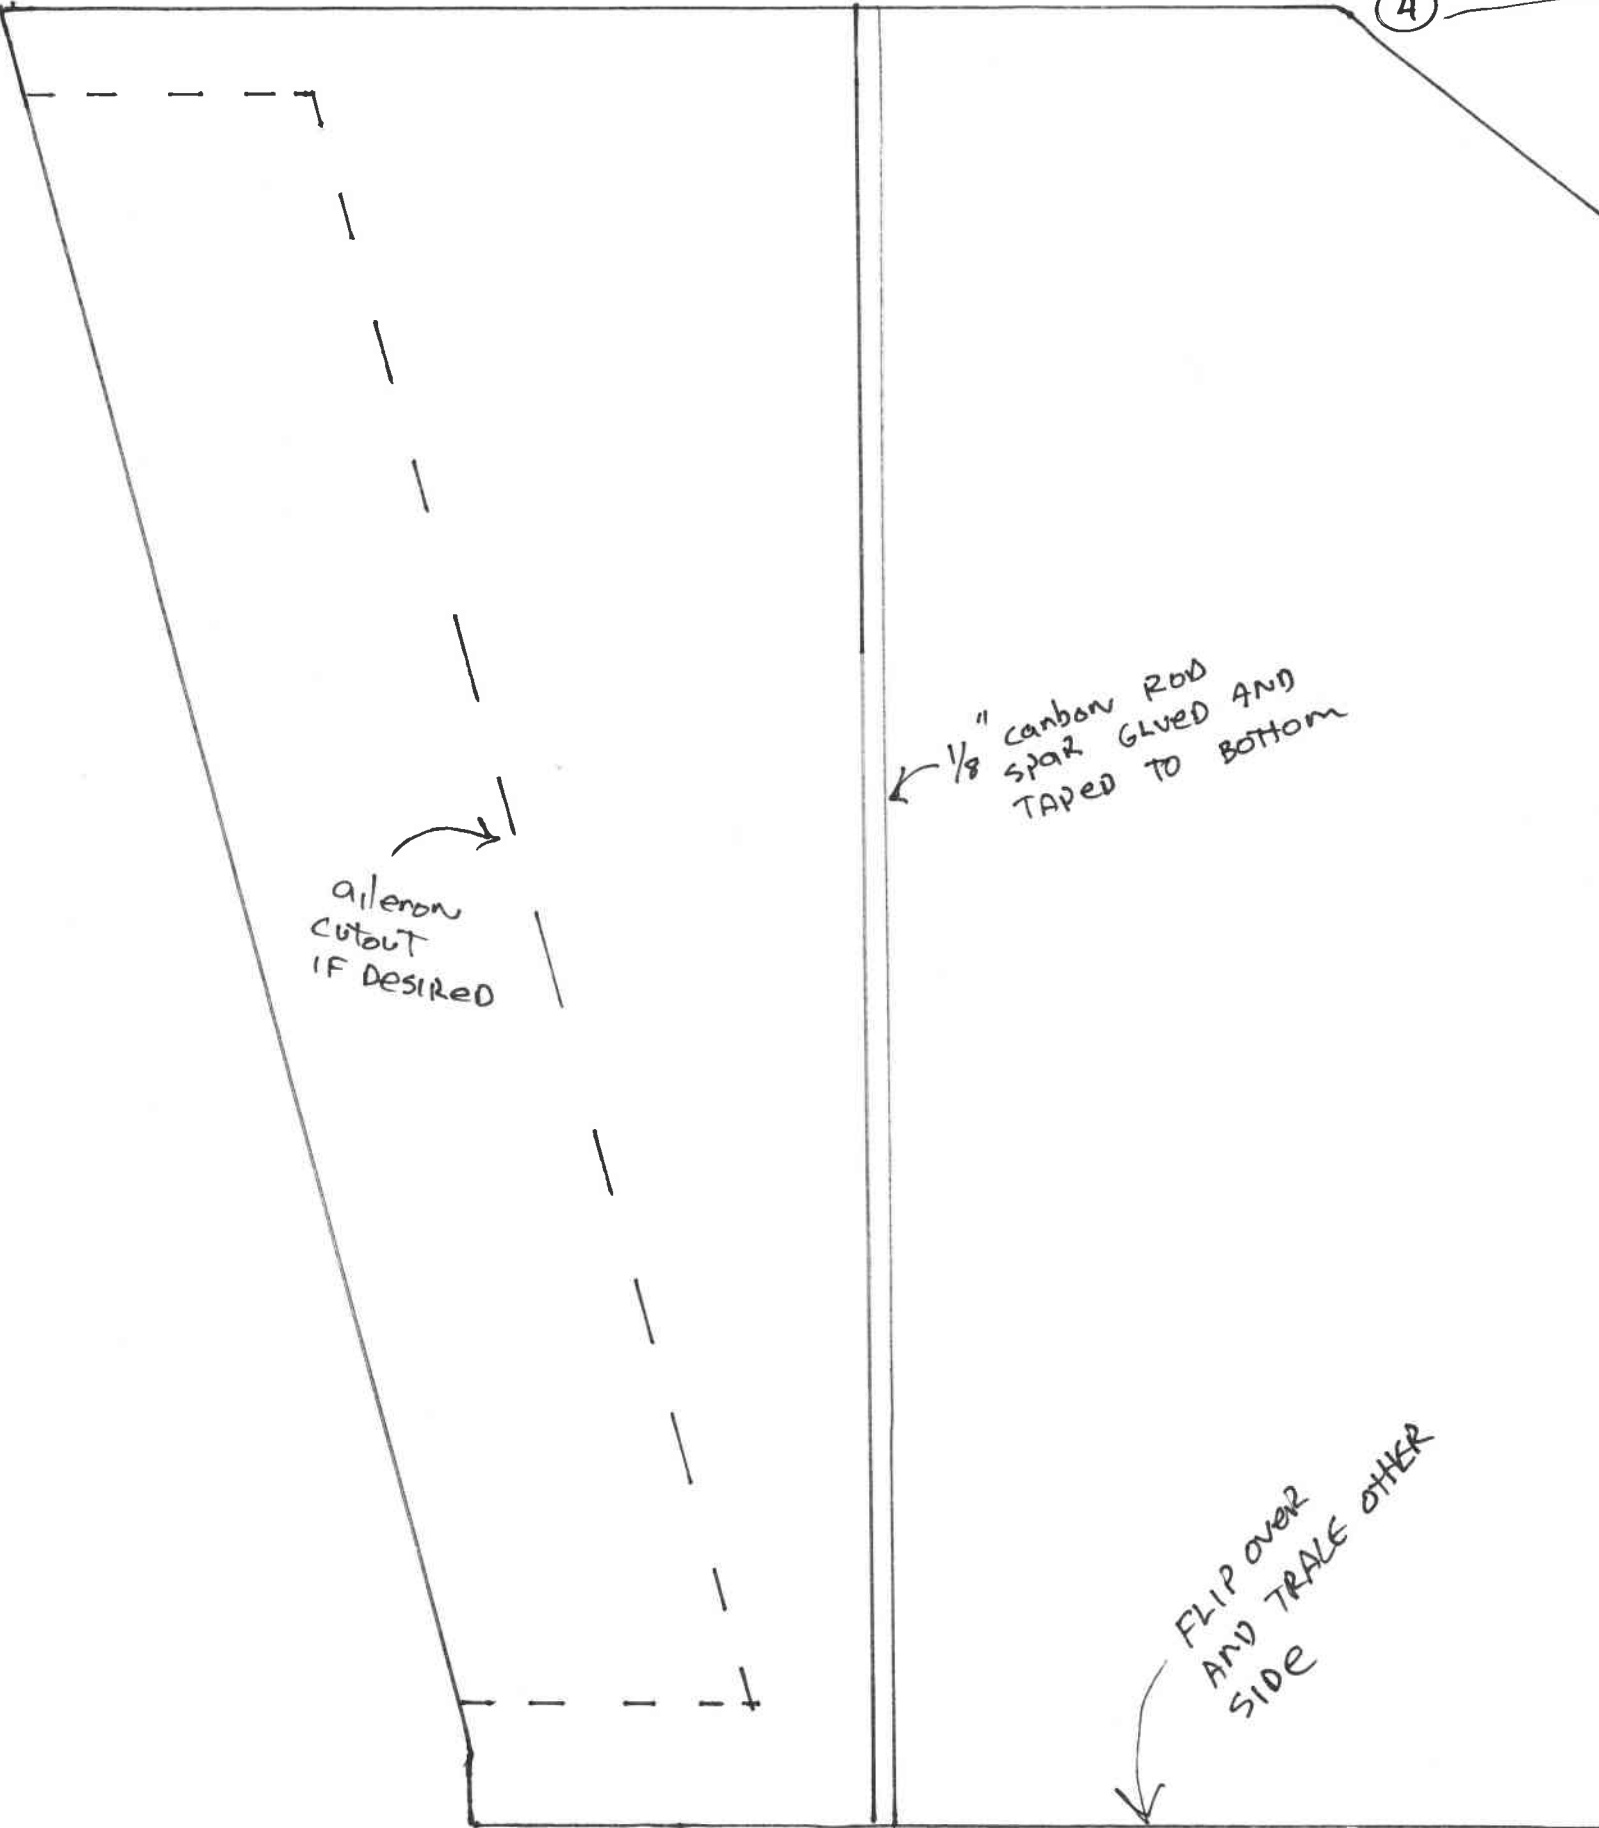 4
1/8" carbon ROD
spar GLUED AND
TAPED TO BOTTOM
aileron
cutouT
IF DESIRED
FLIP OVER
AND TRALE OTHER
SIDE